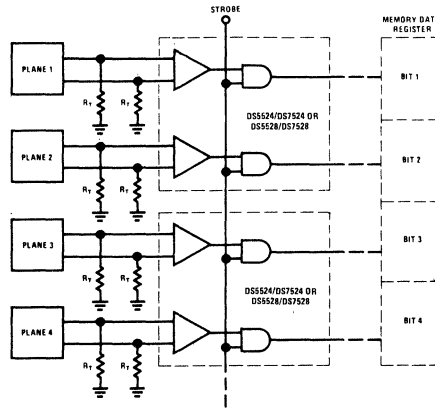 STROBE
MEMORY DAT
REGISTER
PLANE 1
RT
RT
BIT 1
DS5524/DS7524 OR
DS5528/DS7528
PLANE 2
RT
RT
BIT 2
PLANE 3
RT
RT
BIT 3
DS5524/DS7524 OR
DS5528/DS7528
PLANE 4
RT
RT
BIT 4